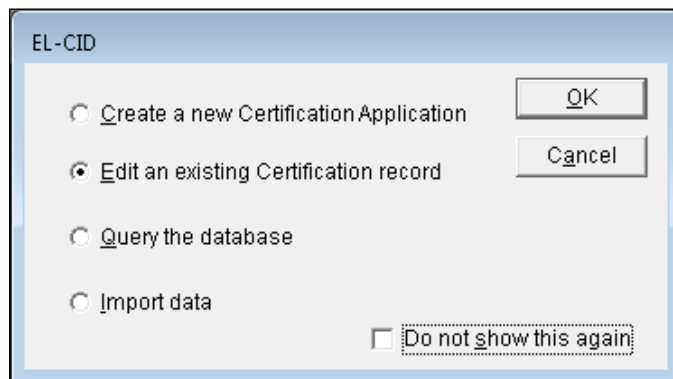 EL-CID
Create a new Certification Application
OK
Edit an existing Certification record
Cancel
Query the database
Import data
Do not show this again